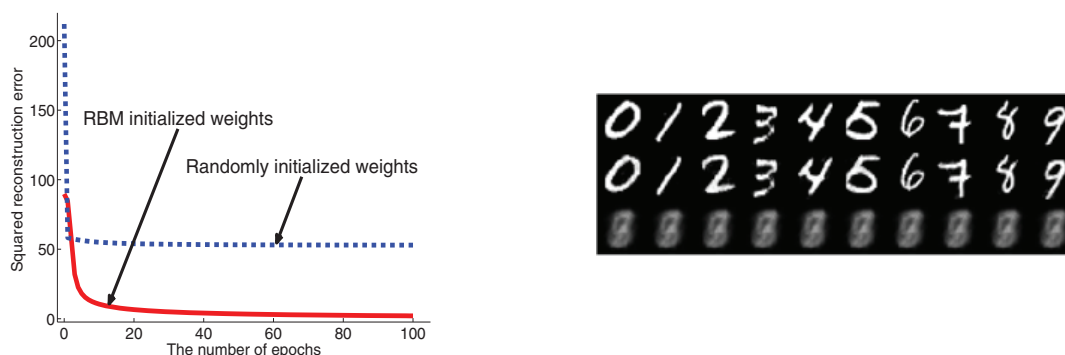 Squared reconstruction error
200
150
100
50
0
RBM initialized weights
Randomly initialized weights
0 20 40 60 80 100
The number of epochs
0 1 2 3 4 5 6 7 8 9
0 1 2 3 4 5 6 7 8 9